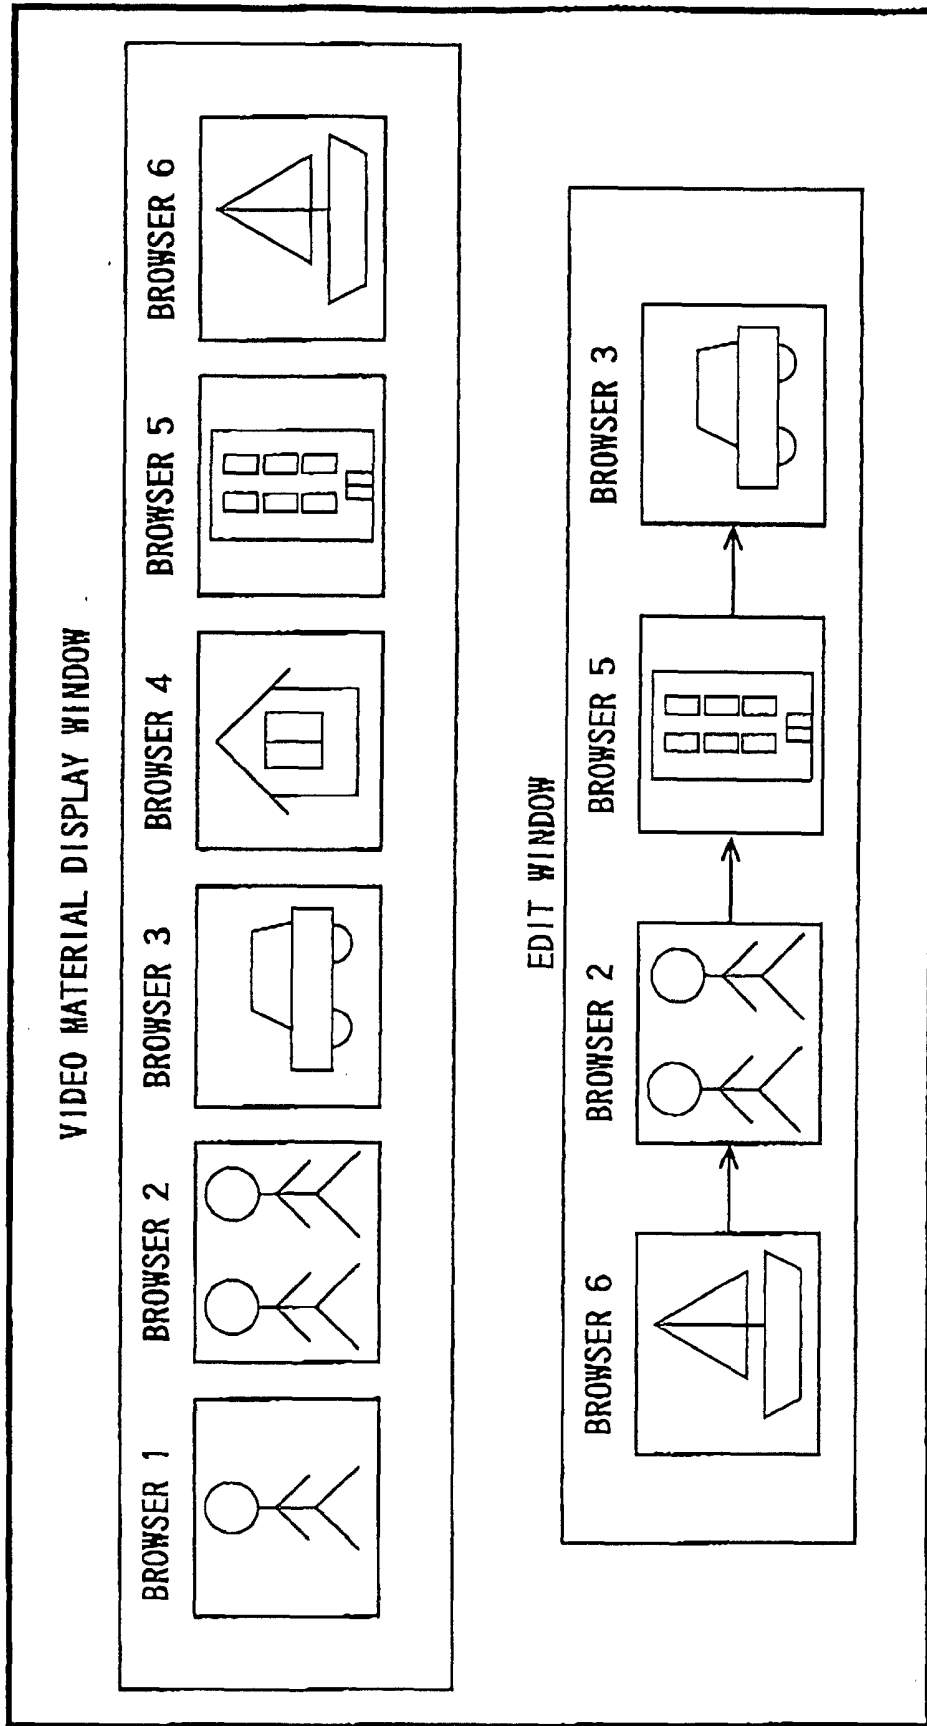 VIDEO MATERIAL DISPLAY WINDOW
BROWSER 1 BROWSER 2 BROWSER 3 BROWSER 4 BROWSER 5 BROWSER 6
EDIT WINDOW
BROWSER 6 BROWSER 2 BROWSER 5 BROWSER 3